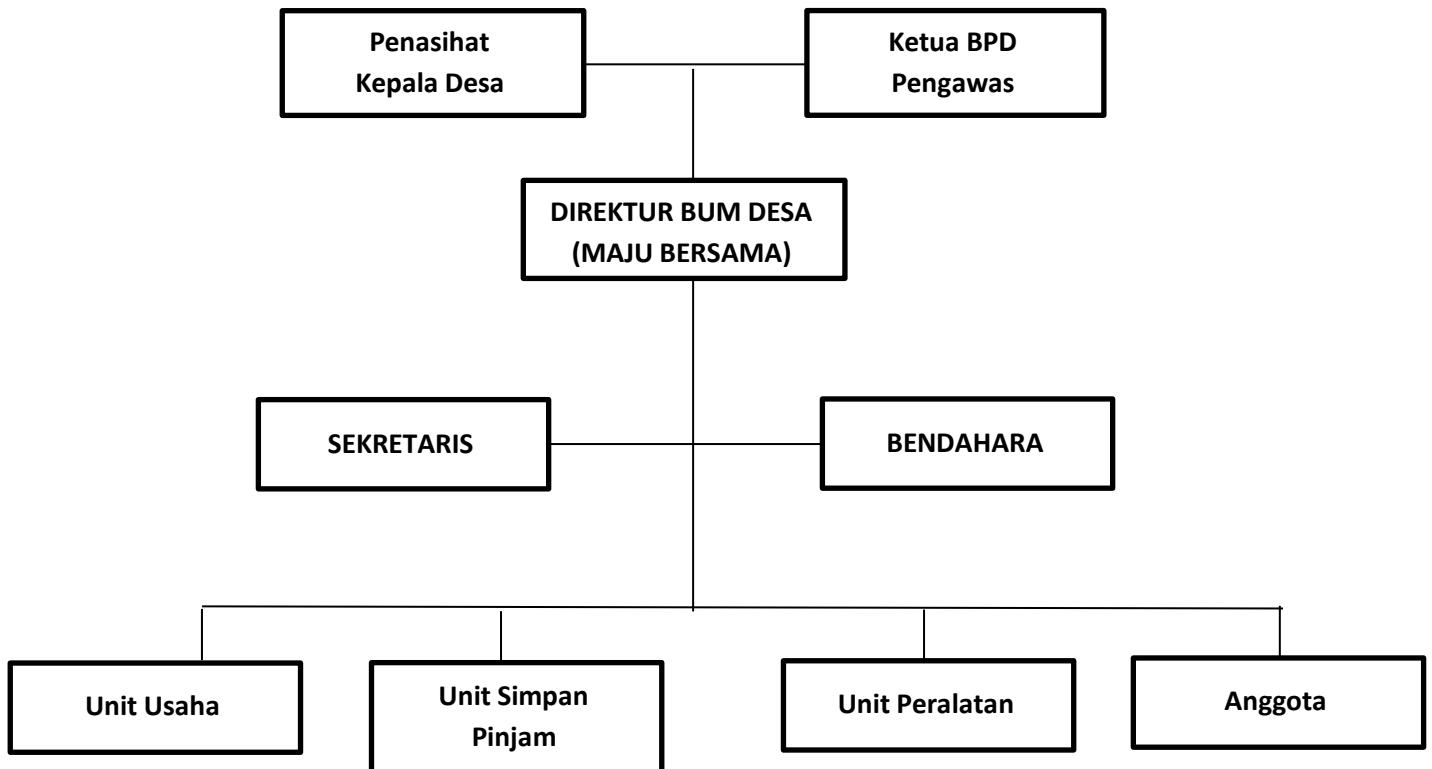 Penasihat
Kepala Desa
Ketua BPD
Pengawas
DIREKTUR BUM DESA
(MAJU BERSAMA)
SEKRETARIS
BENDAHARA
Unit Usaha
Unit Simpan
Pinjam
Unit Peralatan
Anggota